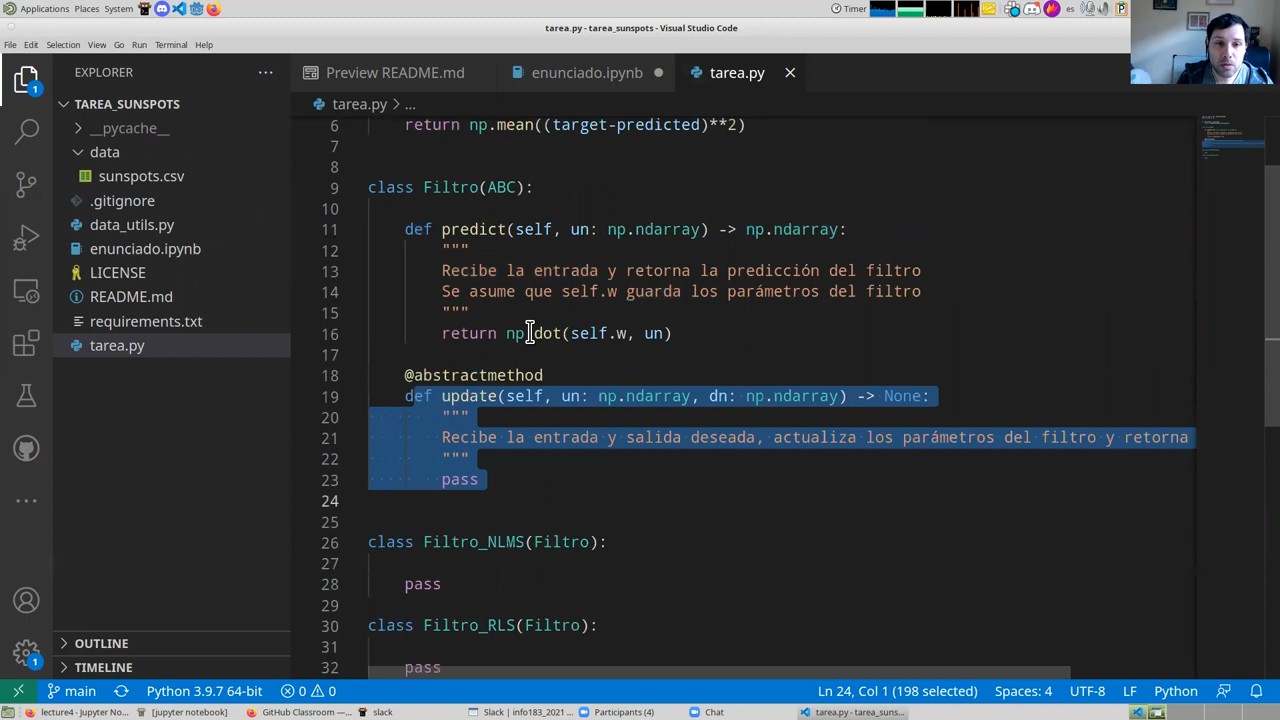 Applications Places System Timer es
tarea.py - tarea_sunspots - Visual Studio Code
File Edit Selection View Go Run Terminal Help
EXPLORER
Preview README.md
enunciado.ipynb
tarea.py
TAREA_SUNSPOTS
__pycache__
data
sunspots.csv
.gitignore
data_utils.py
enunciado.ipynb
LICENSE
README.md
requirements.txt
tarea.py
OUTLINE
TIMELINE
1
1
tarea.py > ...
6 return np.mean((target-predicted)**2)
7
8
9 class Filtro(ABC):
10
11 def predict(self, un: np.ndarray) -> np.ndarray:
12 """
13 Recibe la entrada y retorna la predicción del filtro
14 Se asume que self.w guarda los parámetros del filtro
15 """
16 return np.dot(self.w, un)
17
18 @abstractmethod
19 def update(self, un: np.ndarray, dn: np.ndarray) -> None:
20 """
21 Recibe la entrada y salida deseada, actualiza los parámetros del filtro y retorna
22 """
23 pass
24
25
26 class Filtro_NLMS(Filtro):
27
28 pass
29
30 class Filtro_RLS(Filtro):
31
32 pass
main Python 3.9.7 64-bit 0 0 Ln 24, Col 1 (198 selected) Spaces: 4 UTF-8 LF Python
lecture4 - Jupyter No... [jupyter notebook] GitHub Classroom —... slack Slack | info183_2021 ... Participants (4) Chat tarea.py - tarea_suns...